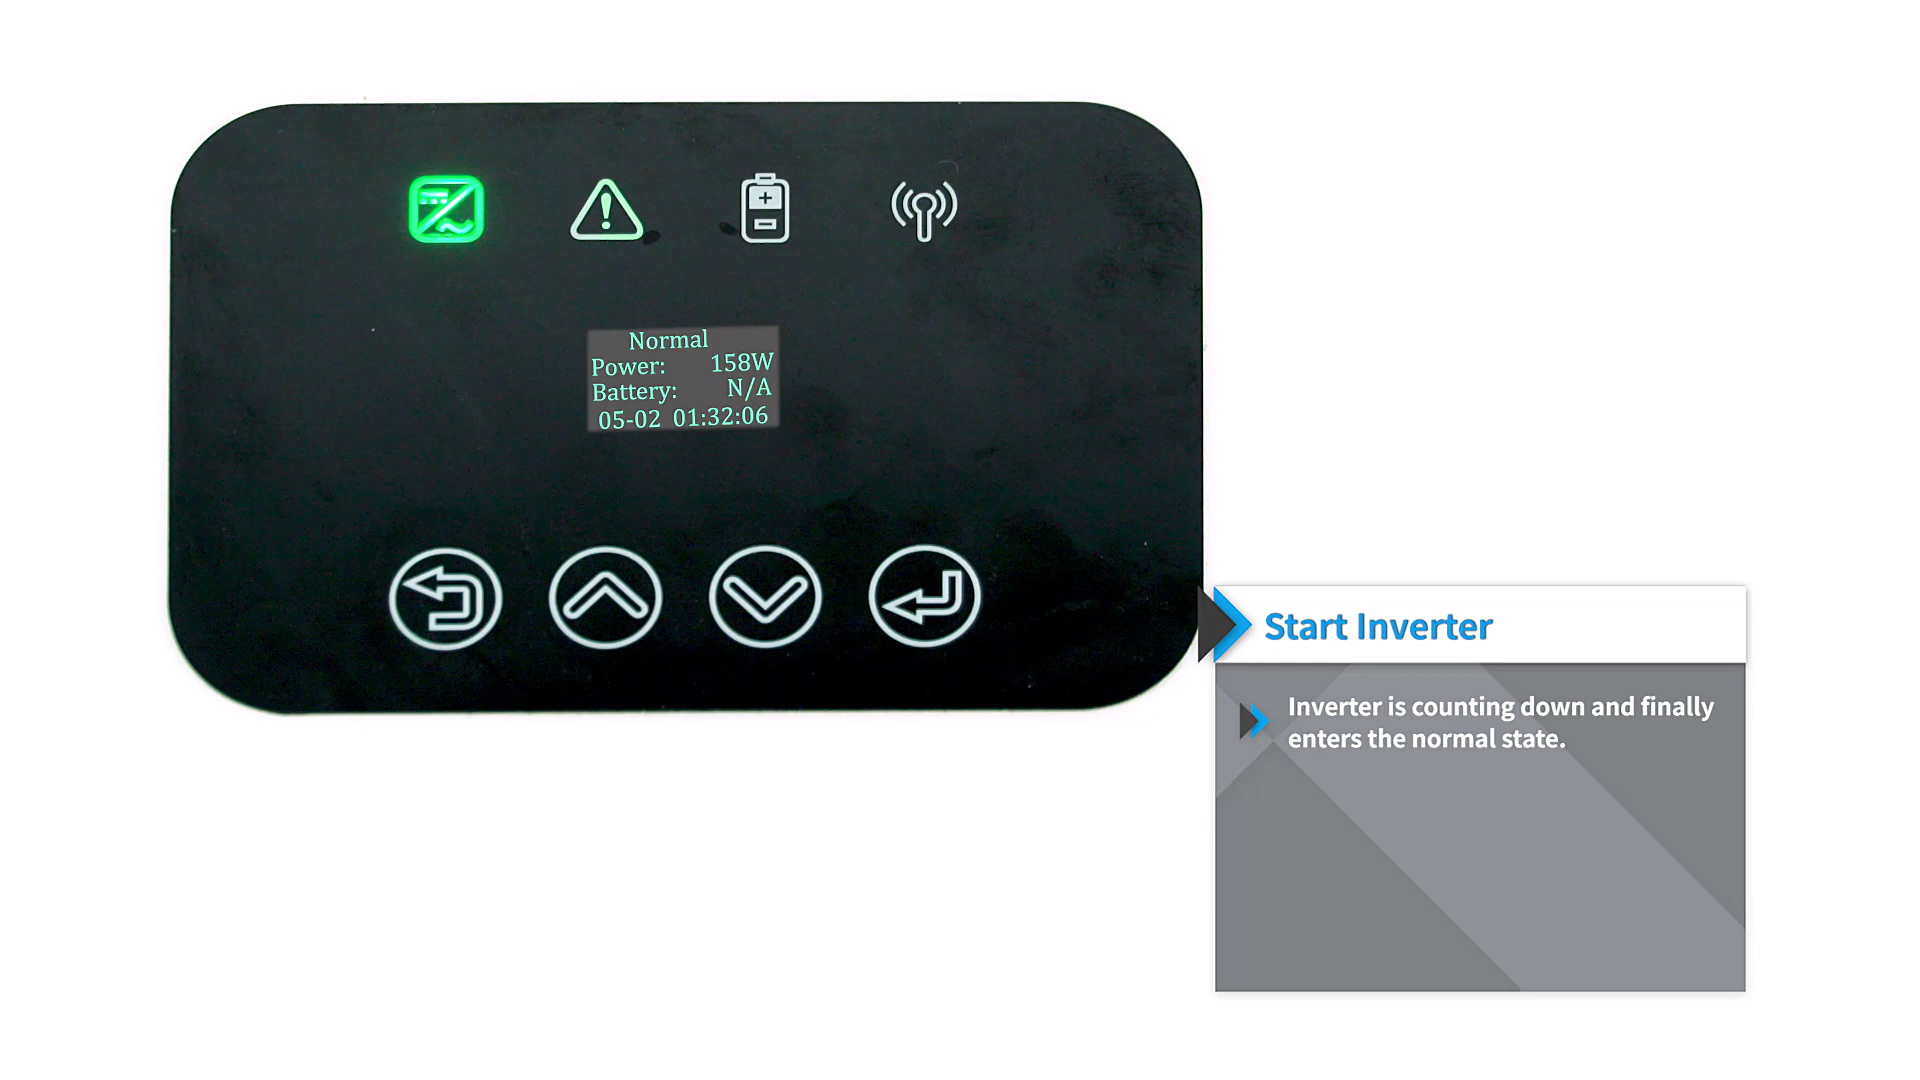 Normal
Power: 158W
Battery: N/A
05-02 01:32:06
Start Inverter
Inverter is counting down and finally
enters the normal state.